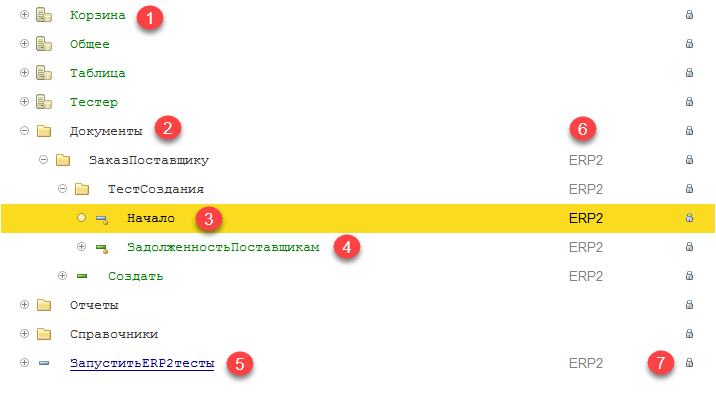 Корзина 1
Общее
Таблица
Тестер
Документы 2 6
ЗаказПоставщику ERP2
ТестСоздания ERP2
Начало 3 ERP2
ЗадолженностьПоставщикам 4 ERP2
Создать ERP2
Отчеты
Справочники
ЗапуститьERP2тесты 5 ERP2 7